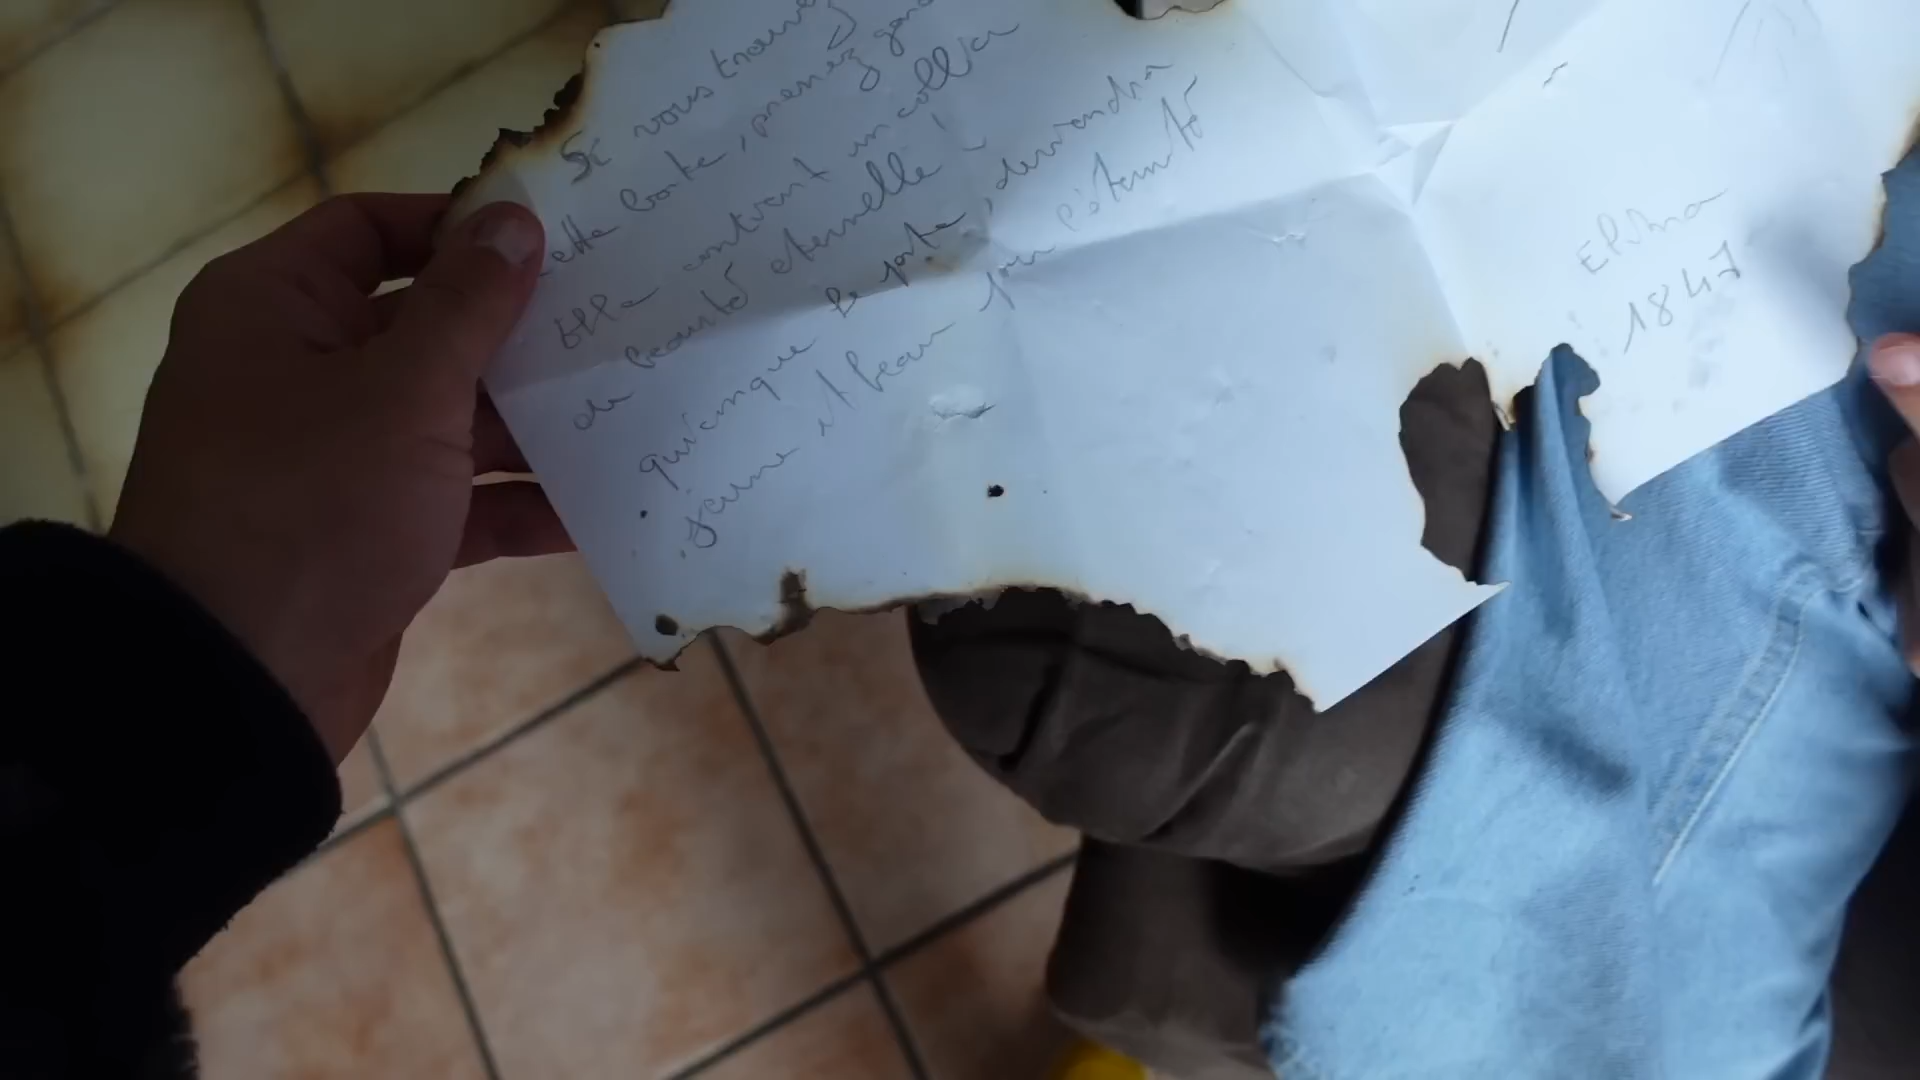 Si vous trouvez
cette boite, prenez garde
Elle contient un collier
de beauté éternelle !
quiconque le porte, deviendra
jeune et beau pour l'éternité
1847